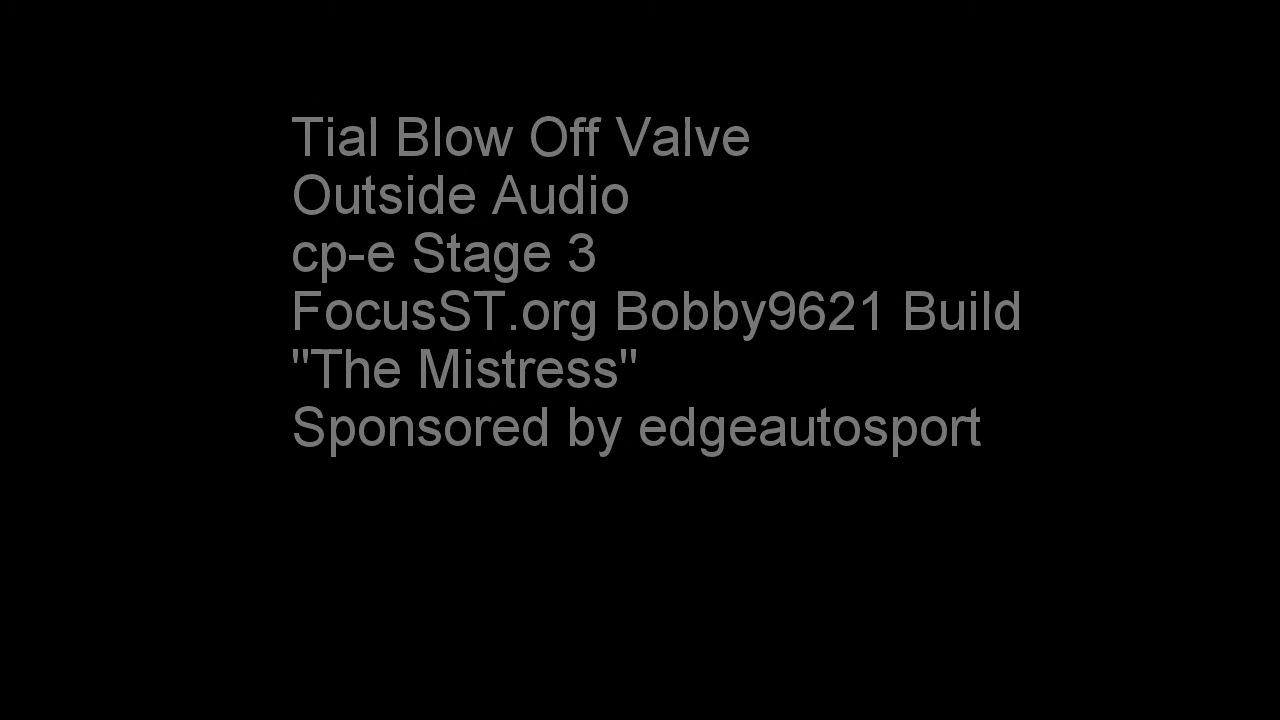 Tial Blow Off Valve
Outside Audio
cp-e Stage 3
FocusST.org Bobby9621 Build
"The Mistress"
Sponsored by edgeautosport